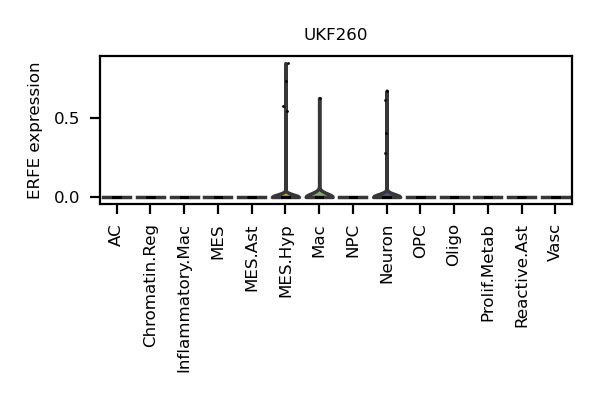 UKF260
ERFE expression
0.5
0.0
AC
Chromatin.Reg
Inflammatory.Mac
MES
MES.Ast
MES.Hyp
Mac
NPC
Neuron
OPC
Oligo
Prolif.Metab
Reactive.Ast
Vasc